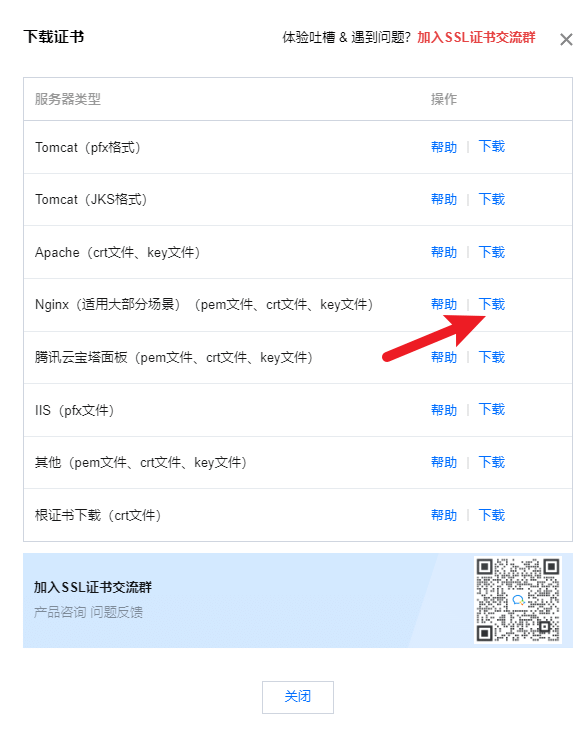 下载证书
体验吐槽 & 遇到问题？加入SSL证书交流群
服务器类型 操作
Tomcat（pfx格式） 帮助 | 下载
Tomcat（JKS格式） 帮助 | 下载
Apache（crt文件、key文件） 帮助 | 下载
Nginx（适用大部分场景）（pem文件、crt文件、key文件） 帮助 | 下载
腾讯云宝塔面板（pem文件、crt文件、key文件） 帮助 | 下载
IIS（pfx文件） 帮助 | 下载
其他（pem文件、crt文件、key文件） 帮助 | 下载
根证书下载（crt文件） 帮助 | 下载
加入SSL证书交流群
产品咨询 问题反馈
关闭